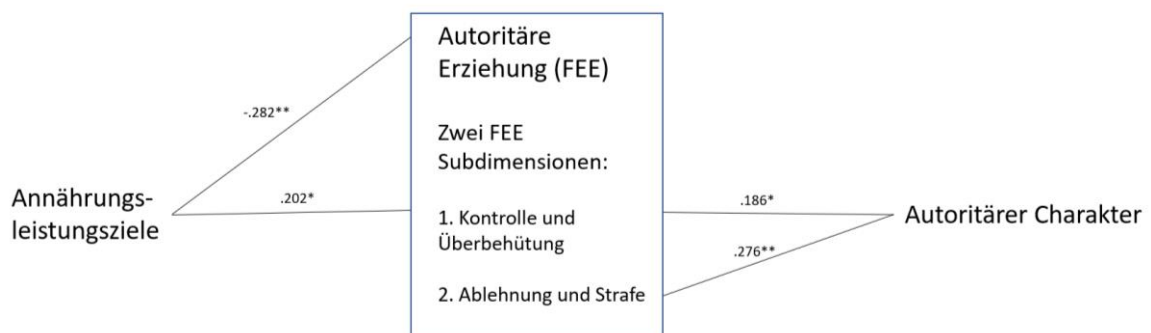 Autoritäre
Erziehung (FEE)
-.282**
Zwei FEE
Subdimensionen:
Annährungs-
leistungsziele
.202*
1. Kontrolle und
Überbehütung
.186*
Autoritärer Charakter
.276**
2. Ablehnung und Strafe